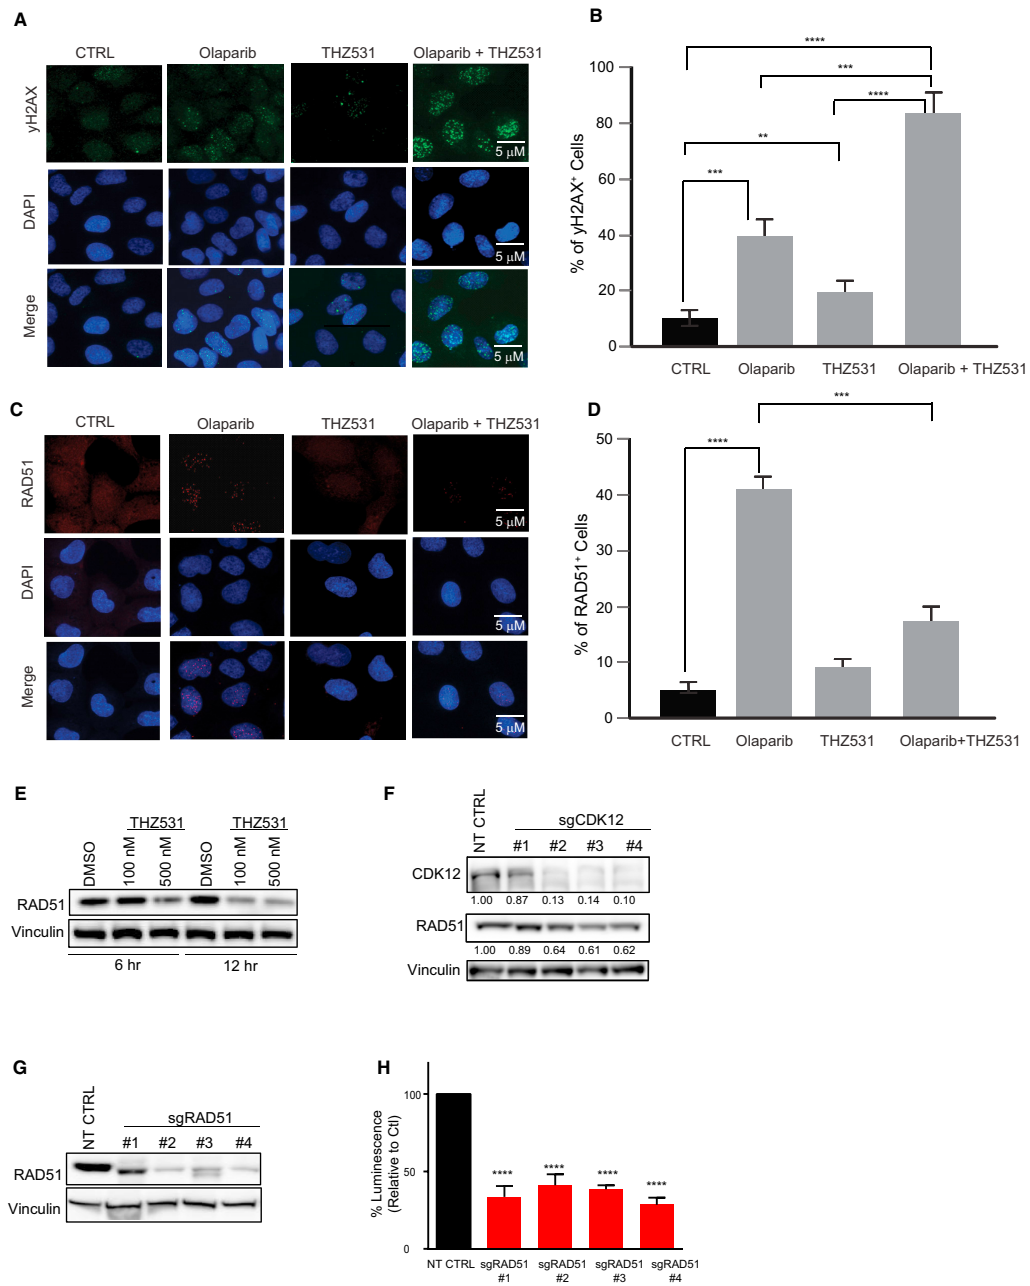 A
CTRL Olaparib THZ531 Olaparib + THZ531
yH2AX
5 µM
DAPI
5 µM
Merge
5 µM
B
% of yH2AX+ Cells
100
80
60
40
20
0
****
***
****
**
***
CTRL Olaparib THZ531 Olaparib + THZ531
C
CTRL Olaparib THZ531 Olaparib + THZ531
RAD51
5 µM
DAPI
5 µM
Merge
5 µM
D
% of RAD51+ Cells
50
40
30
20
10
0
***
****
CTRL Olaparib THZ531 Olaparib+THZ531
E
THZ531 THZ531
DMSO 100 nM 500 nM DMSO 100 nM 500 nM
RAD51
Vinculin
6 hr 12 hr
F
NT CTRL sgCDK12
#1 #2 #3 #4
CDK12
1.00 0.87 0.13 0.14 0.10
RAD51
1.00 0.89 0.64 0.61 0.62
Vinculin
G
NT CTRL sgRAD51
#1 #2 #3 #4
RAD51
Vinculin
H
% Luminescence
(Relative to Ctl)
100
50
0
**** **** **** ****
NT CTRL sgRAD51 sgRAD51 sgRAD51 sgRAD51
#1 #2 #3 #4